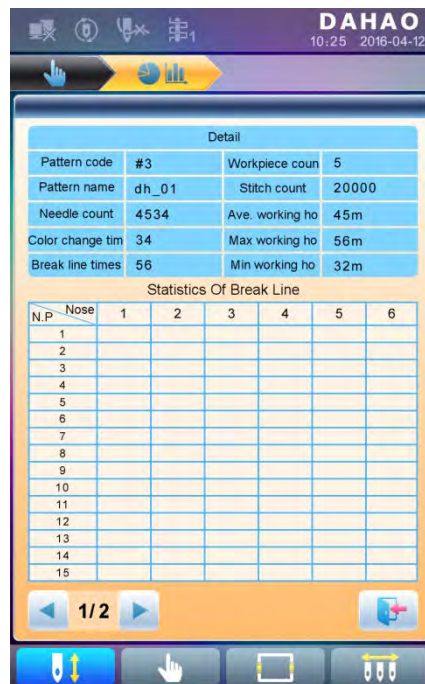 DAHAO
1
10:25 2016-04-12
Detail
Pattern code #3 Workpiece coun 5
Pattern name dh_01 Stitch count 20000
Needle count 4534 Ave. working ho 45m
Color change tim 34 Max working ho 56m
Break line times 56 Min working ho 32m
Statistics Of Break Line
N.P Nose 1 2 3 4 5 6
1
2
3
4
5
6
7
8
9
10
11
12
13
14
15
1/2